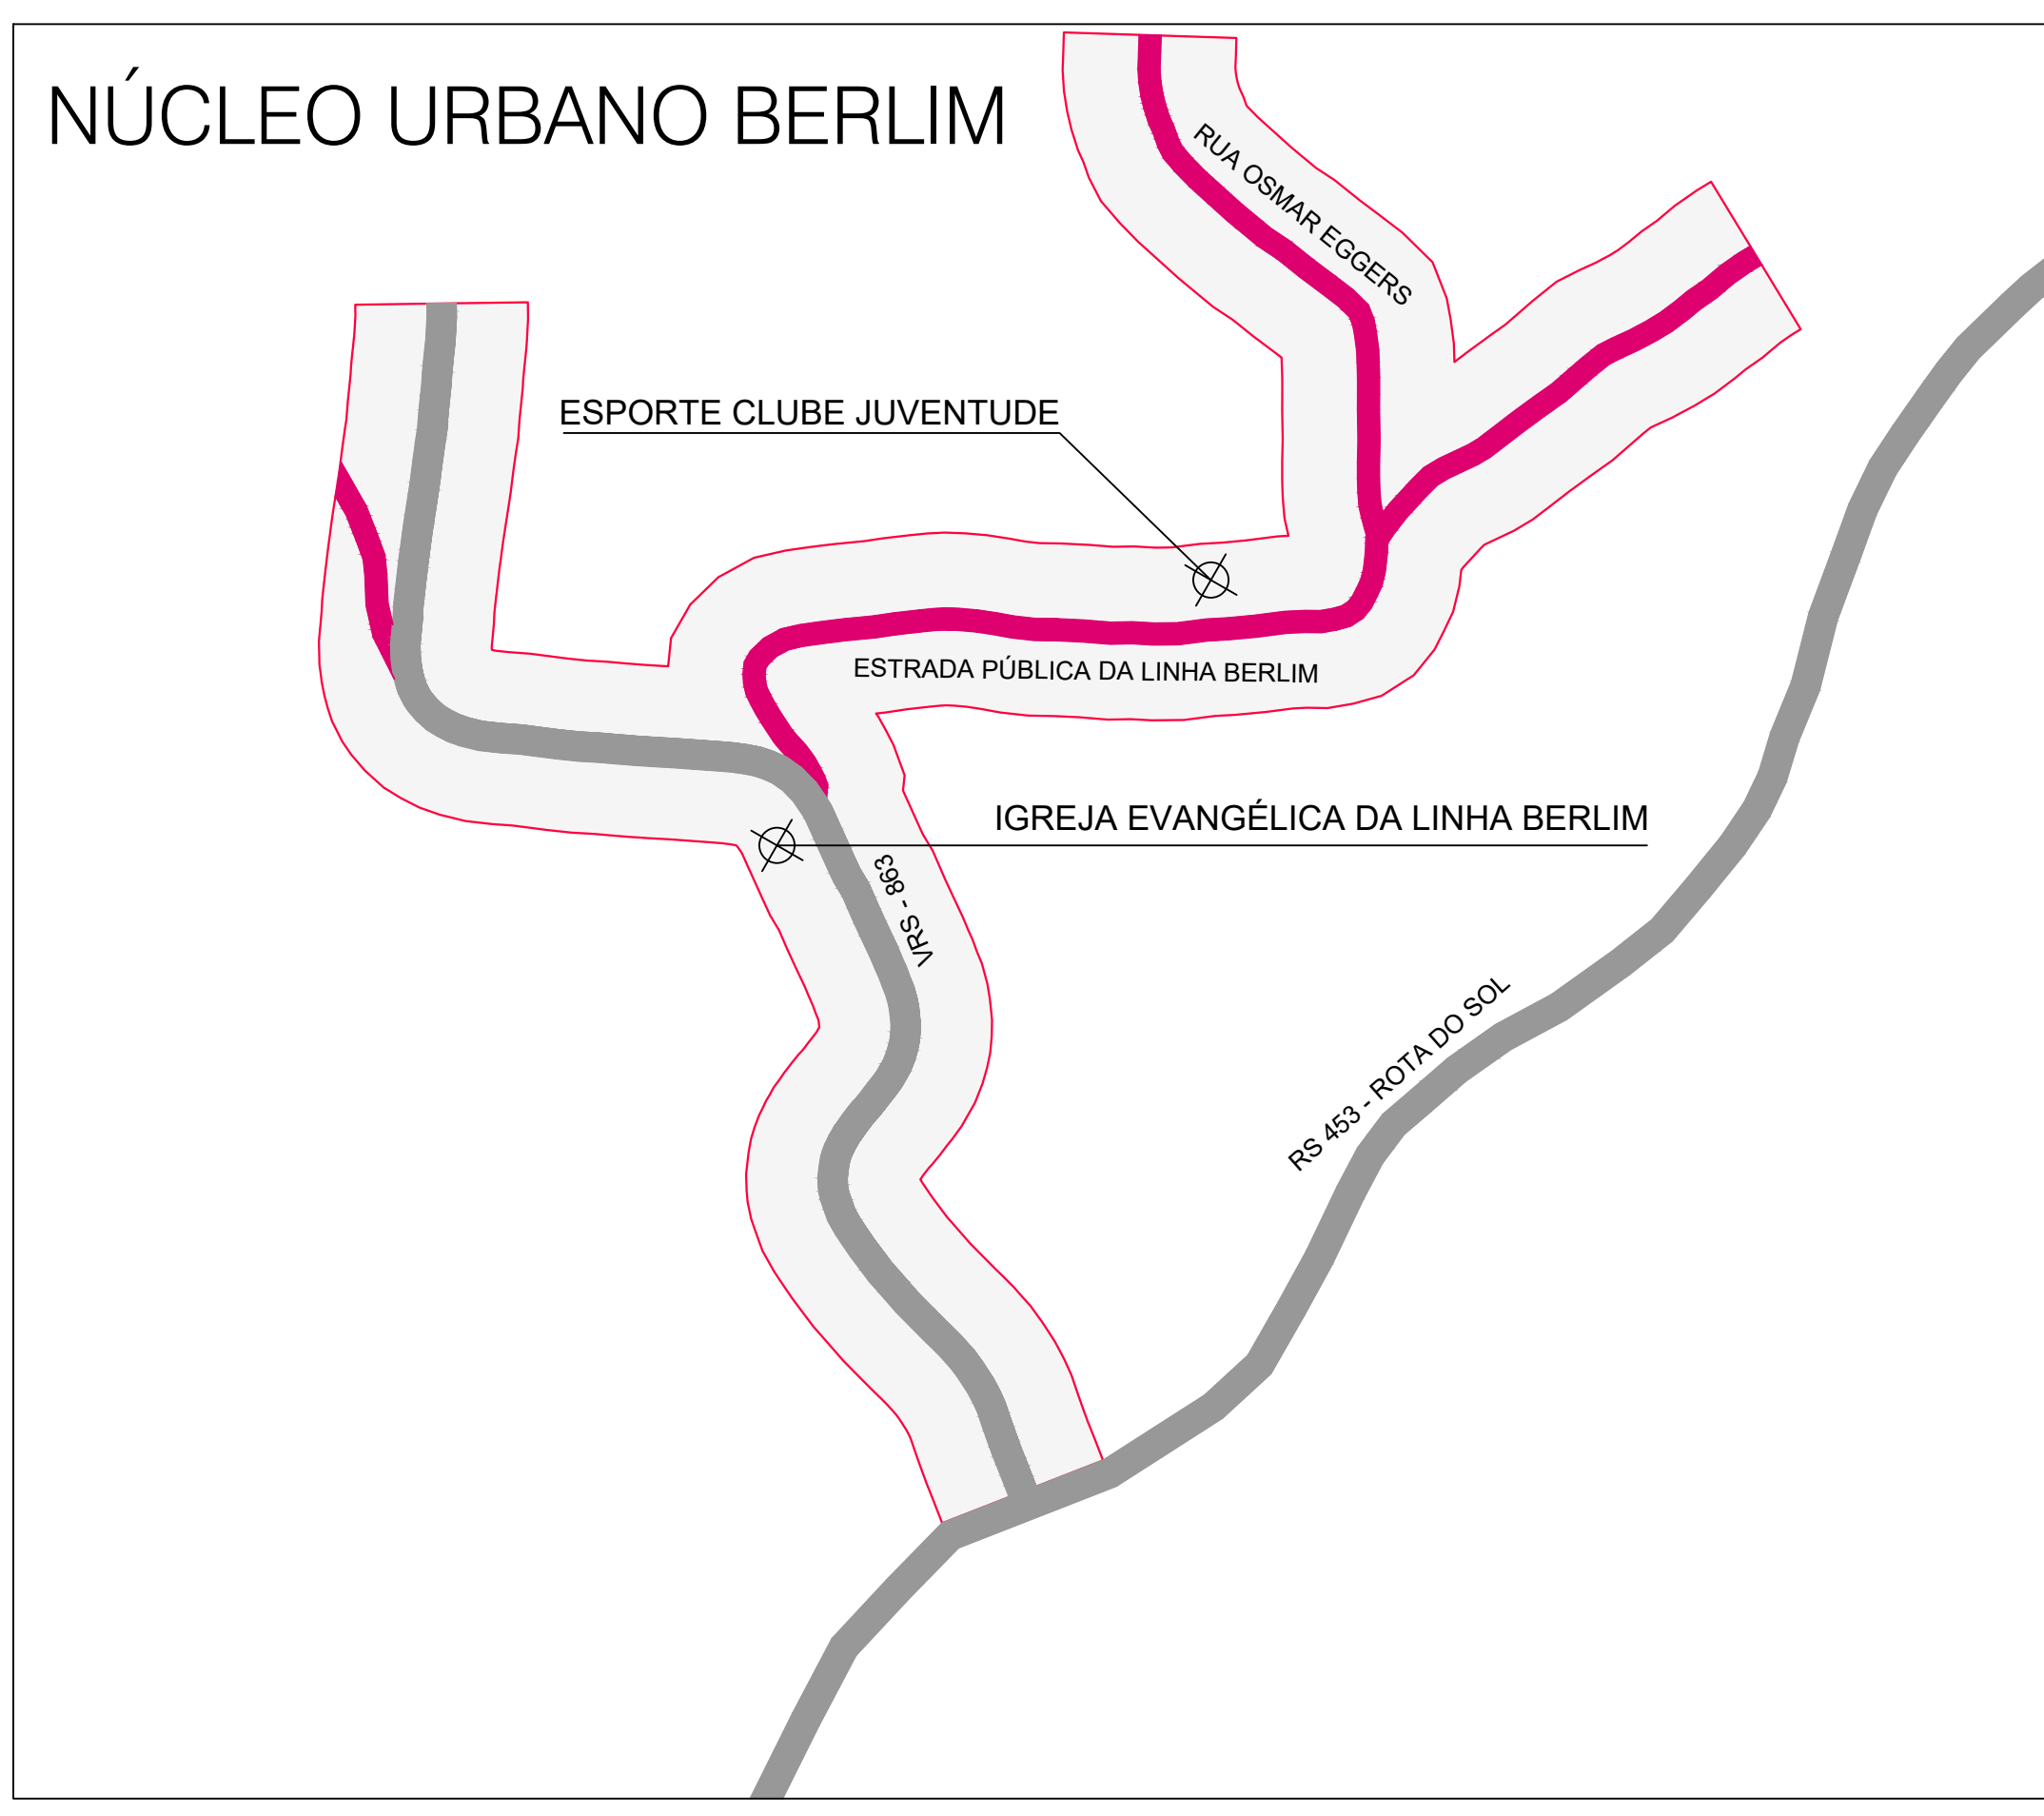 NÚCLEO URBANO BERLIM
RUA OSMAR EGGERS
ESPORTE CLUBE JUVENTUDE
ESTRADA PÚBLICA DA LINHA BERLIM
IGREJA EVANGÉLICA DA LINHA BERLIM
VRS - 863
RS 453 - ROTA DO SOL